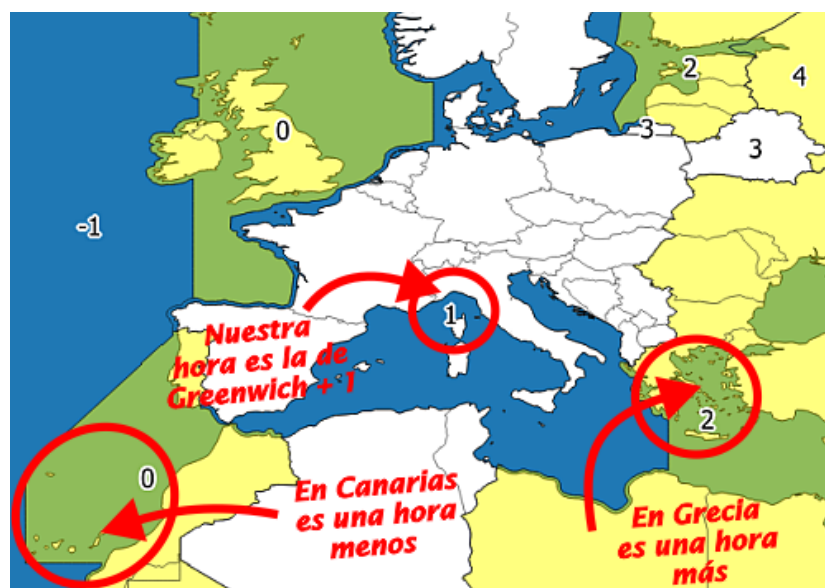 2
4
0
3
3
-1
1
Nuestra
hora es la de
Greenwich + 1
2
0
En Canarias
es una hora
menos
En Grecia
es una hora
más